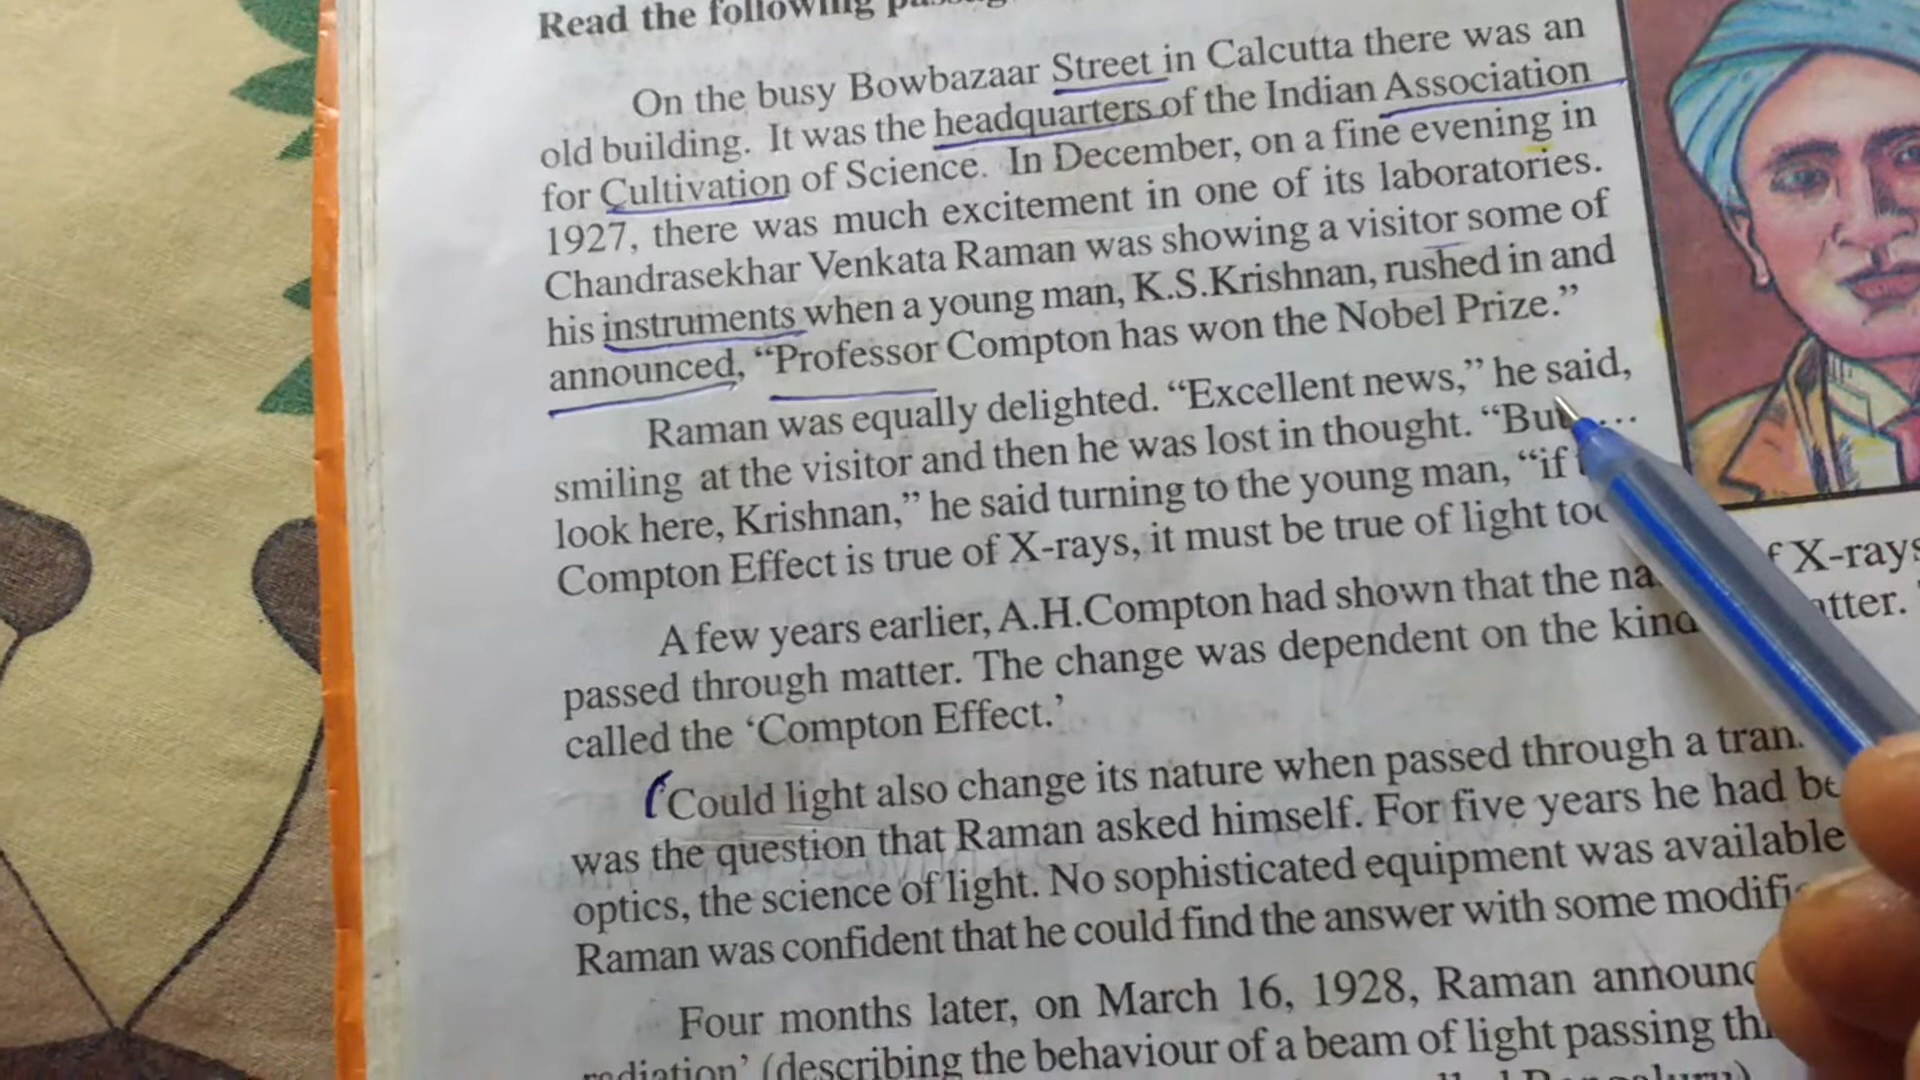 Read the following
On the busy Bowbazaar Street in Calcutta there was an
old building. It was the headquarters of the Indian Association
for Cultivation of Science. In December, on a fine evening in
1927, there was much excitement in one of its laboratories.
Chandrasekhar Venkata Raman was showing a visitor some of
his instruments when a young man, K.S.Krishnan, rushed in and
announced, “Professor Compton has won the Nobel Prize.”
Raman was equally delighted. “Excellent news,” he said,
smiling at the visitor and then he was lost in thought. “But ...
look here, Krishnan,” he said turning to the young man, “if
Compton Effect is true of X-rays, it must be true of light too
A few years earlier, A.H.Compton had shown that the X-rays
passed through matter. The change was dependent on the kind
called the ‘Compton Effect.’
Could light also change its nature when passed through a
was the question that Raman asked himself. For five years he had
optics, the science of light. No sophisticated equipment was available
Raman was confident that he could find the answer with some
Four months later, on March 16, 1928, Raman
radiation’ (describing the behaviour of a beam of light passing